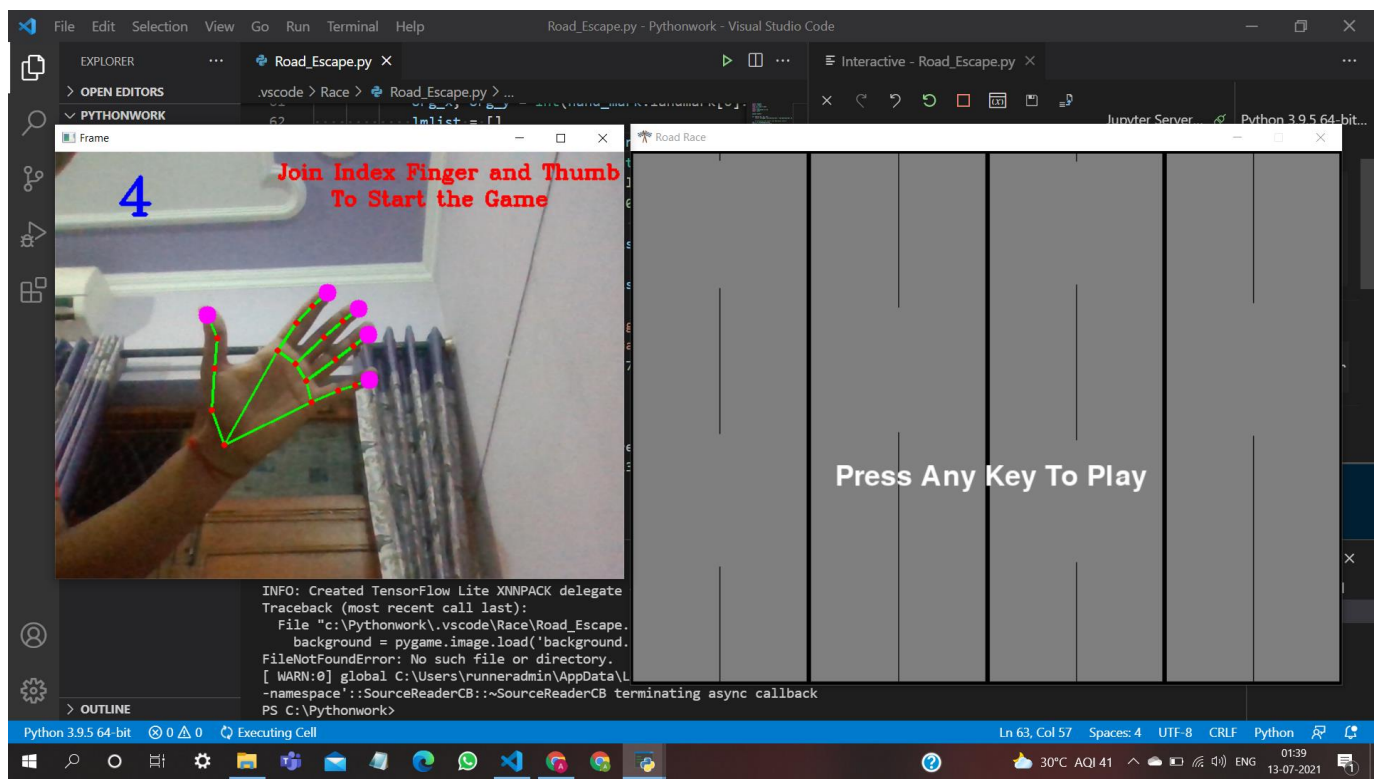 File Edit Selection View Go Run Terminal Help Road_Escape.py - Pythonwork - Visual Studio Code
EXPLORER ··· Road_Escape.py Interactive - Road_Escape.py ···
OPEN EDITORS .vscode > Race > Road_Escape.py > ...
PYTHONWORK
62 lmlist = []
Jupyter Server... Python 3.9.5 64-bit...
Frame
Road Race
4
Join Index Finger and Thumb
To Start the Game
Press Any Key To Play
INFO: Created TensorFlow Lite XNNPACK delegate
Traceback (most recent call last):
File "c:\Pythonwork\.vscode\Race\Road_Escape.
background = pygame.image.load('background.
FileNotFoundError: No such file or directory.
[ WARN:0] global C:\Users\runneradmin\AppData\L
-namespace'::SourceReaderCB::~SourceReaderCB terminating async callback
PS C:\Pythonwork>
OUTLINE
Python 3.9.5 64-bit 0 0 Executing Cell Ln 63, Col 57 Spaces: 4 UTF-8 CRLF Python
30°C AQI 41 ENG 01:39
13-07-2021